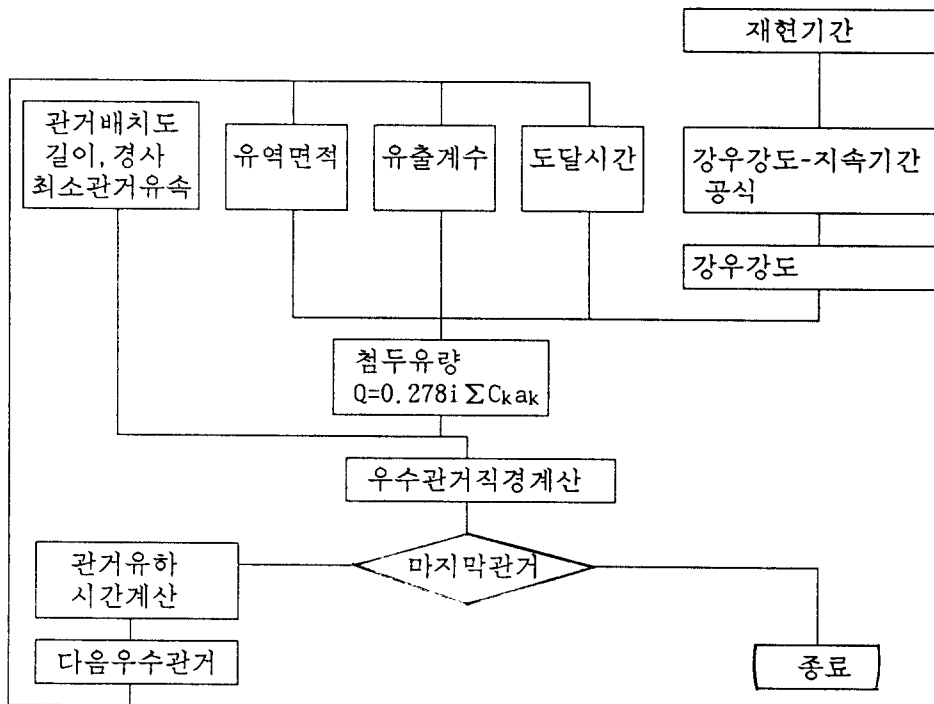 재현기간
관거배치도
길이, 경사
최소관거유속
유역면적
유출계수
도달시간
강우강도-지속기간
공식
강우강도
첨두유량
Q=0.278i ∑Ckak
우수관거직경계산
마지막관거
관거유하
시간계산
다음우수관거
종료